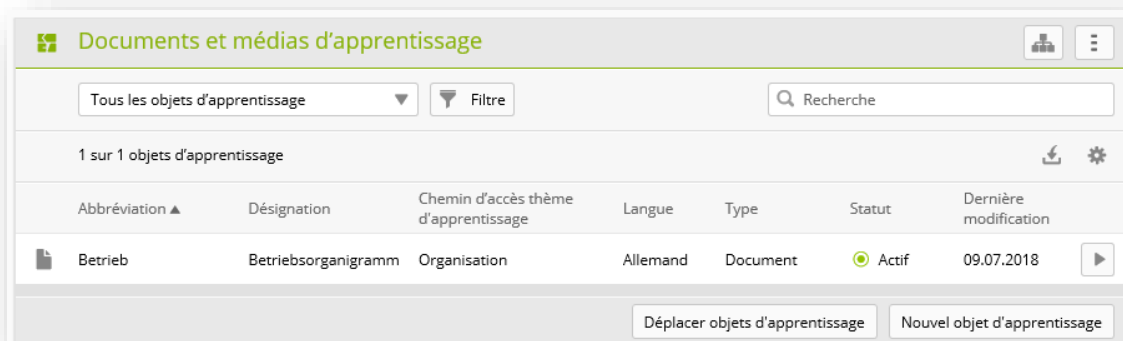 Documents et médias d'apprentissage
Tous les objets d'apprentissage Filtre Recherche
1 sur 1 objets d'apprentissage
Abbréviation ▲ Désignation Chemin d'accès thème d'apprentissage Langue Type Statut Dernière modification
Betrieb Betriebsorganigramm Organisation Allemand Document Actif 09.07.2018
Déplacer objets d'apprentissage Nouvel objet d'apprentissage